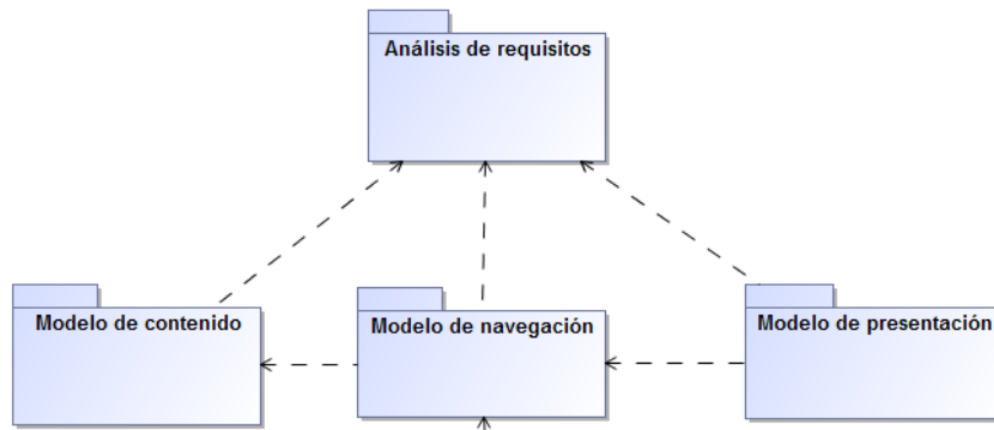 Análisis de requisitos
Modelo de contenido
Modelo de navegación
Modelo de presentación